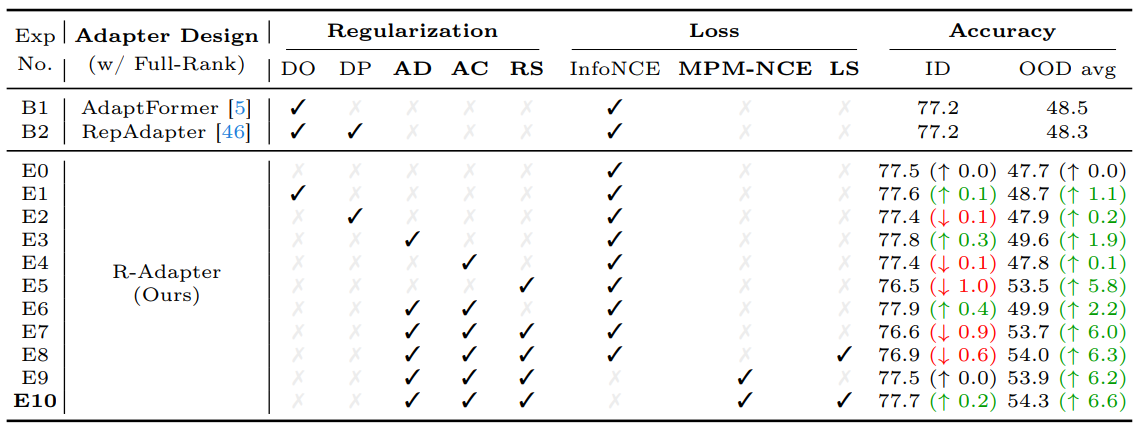 Exp Adapter Design Regularization Loss Accuracy
No. (w/ Full-Rank) DO DP AD AC RS InfoNCE MPM-NCE LS ID OOD avg
B1 AdaptFormer [5] ✓ ✗ ✗ ✗ ✗ ✓ ✗ ✗ 77.2 48.5
B2 RepAdapter [46] ✓ ✓ ✗ ✗ ✗ ✓ ✗ ✗ 77.2 48.3
E0 ✗ ✗ ✗ ✗ ✗ ✓ ✗ ✗ 77.5 (↑ 0.0) 47.7 (↑ 0.0)
E1 ✓ ✗ ✗ ✗ ✗ ✓ ✗ ✗ 77.6 (↑ 0.1) 48.7 (↑ 1.1)
E2 ✗ ✓ ✗ ✗ ✗ ✓ ✗ ✗ 77.4 (↓ 0.1) 47.9 (↑ 0.2)
E3 ✗ ✗ ✓ ✗ ✗ ✓ ✗ ✗ 77.8 (↑ 0.3) 49.6 (↑ 1.9)
E4 ✗ ✗ ✗ ✓ ✗ ✓ ✗ ✗ 77.4 (↓ 0.1) 47.8 (↑ 0.1)
R-Adapter
(Ours)
E5 ✗ ✗ ✗ ✗ ✓ ✓ ✗ ✗ 76.5 (↓ 1.0) 53.5 (↑ 5.8)
E6 ✗ ✗ ✓ ✓ ✗ ✓ ✗ ✗ 77.9 (↑ 0.4) 49.9 (↑ 2.2)
E7 ✗ ✗ ✓ ✓ ✓ ✓ ✗ ✗ 76.6 (↓ 0.9) 53.7 (↑ 6.0)
E8 ✗ ✗ ✓ ✓ ✓ ✓ ✗ ✓ 76.9 (↓ 0.6) 54.0 (↑ 6.3)
E9 ✗ ✗ ✓ ✓ ✓ ✗ ✓ ✗ 77.5 (↑ 0.0) 53.9 (↑ 6.2)
E10 ✗ ✗ ✓ ✓ ✓ ✗ ✓ ✓ 77.7 (↑ 0.2) 54.3 (↑ 6.6)